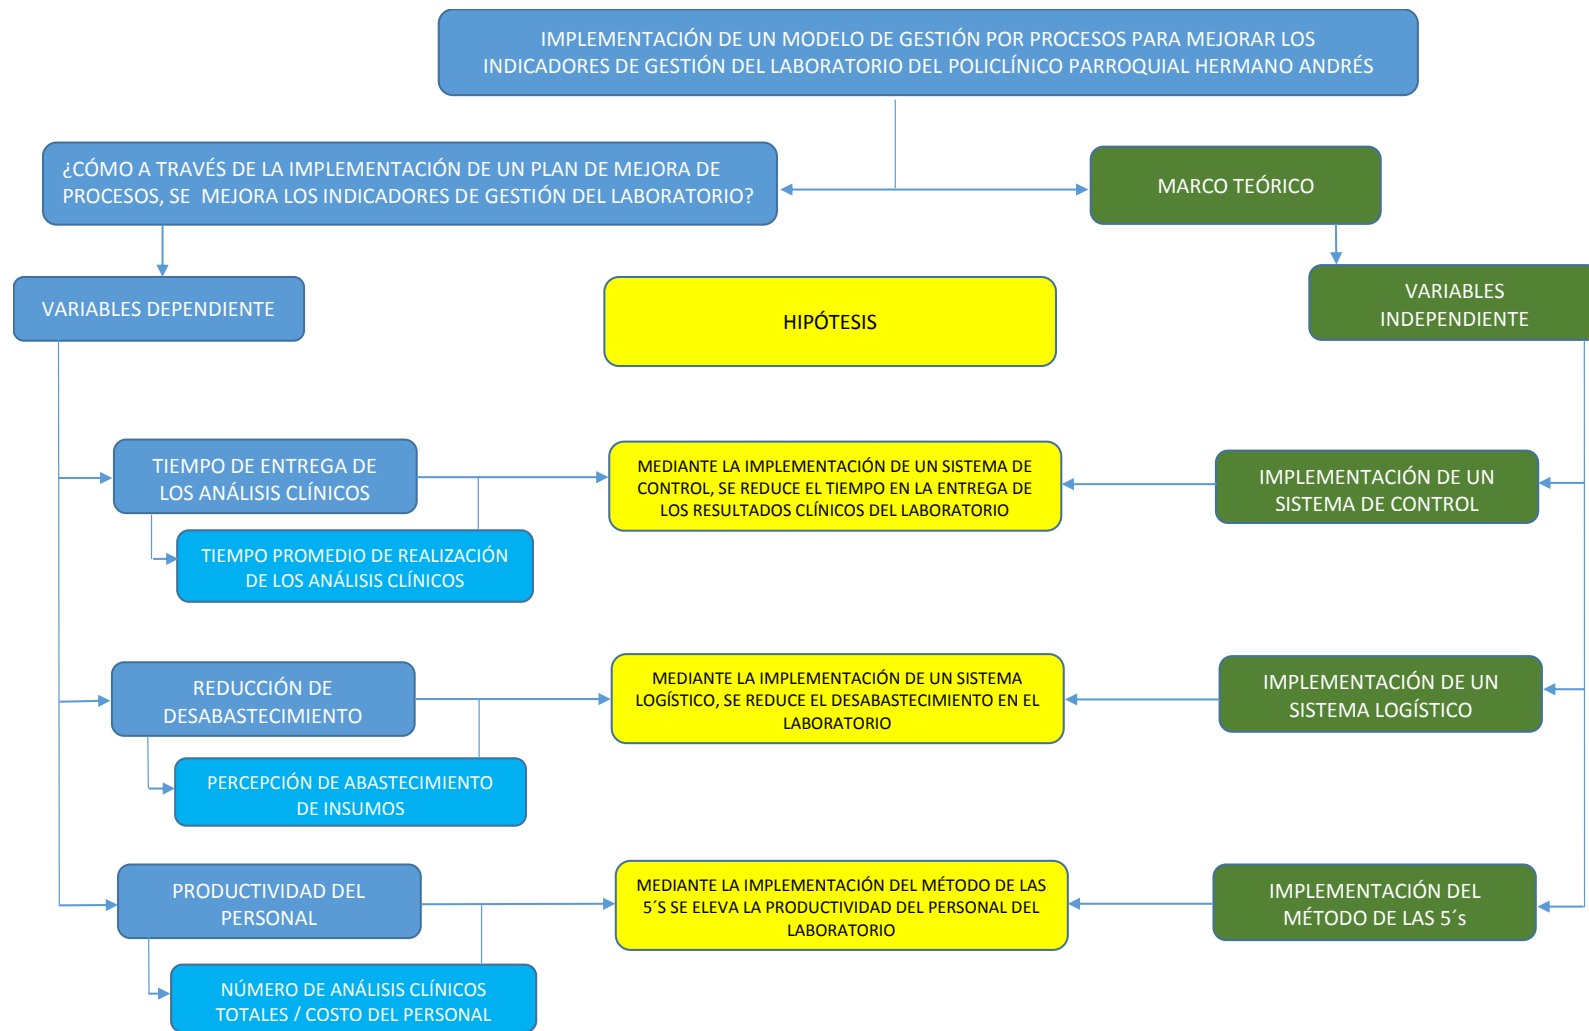 IMPLEMENTACIÓN DE UN MODELO DE GESTIÓN POR PROCESOS PARA MEJORAR LOS
INDICADORES DE GESTIÓN DEL LABORATORIO DEL POLICLÍNICO PARROQUIAL HERMANO ANDRÉS
¿CÓMO A TRAVÉS DE LA IMPLEMENTACIÓN DE UN PLAN DE MEJORA DE
PROCESOS, SE MEJORA LOS INDICADORES DE GESTIÓN DEL LABORATORIO?
MARCO TEÓRICO
VARIABLES DEPENDIENTE
HIPÓTESIS
VARIABLES
INDEPENDIENTE
TIEMPO DE ENTREGA DE
LOS ANÁLISIS CLÍNICOS
MEDIANTE LA IMPLEMENTACIÓN DE UN SISTEMA DE
CONTROL, SE REDUCE EL TIEMPO EN LA ENTREGA DE
LOS RESULTADOS CLÍNICOS DEL LABORATORIO
IMPLEMENTACIÓN DE UN
SISTEMA DE CONTROL
TIEMPO PROMEDIO DE REALIZACIÓN
DE LOS ANÁLISIS CLÍNICOS
REDUCCIÓN DE
DESABASTECIMIENTO
MEDIANTE LA IMPLEMENTACIÓN DE UN SISTEMA
LOGÍSTICO, SE REDUCE EL DESABASTECIMIENTO EN EL
LABORATORIO
IMPLEMENTACIÓN DE UN
SISTEMA LOGÍSTICO
PERCEPCIÓN DE ABASTECIMIENTO
DE INSUMOS
PRODUCTIVIDAD DEL
PERSONAL
MEDIANTE LA IMPLEMENTACIÓN DEL MÉTODO DE LAS
5´S SE ELEVA LA PRODUCTIVIDAD DEL PERSONAL DEL
LABORATORIO
IMPLEMENTACIÓN DEL
MÉTODO DE LAS 5´s
NÚMERO DE ANÁLISIS CLÍNICOS
TOTALES / COSTO DEL PERSONAL